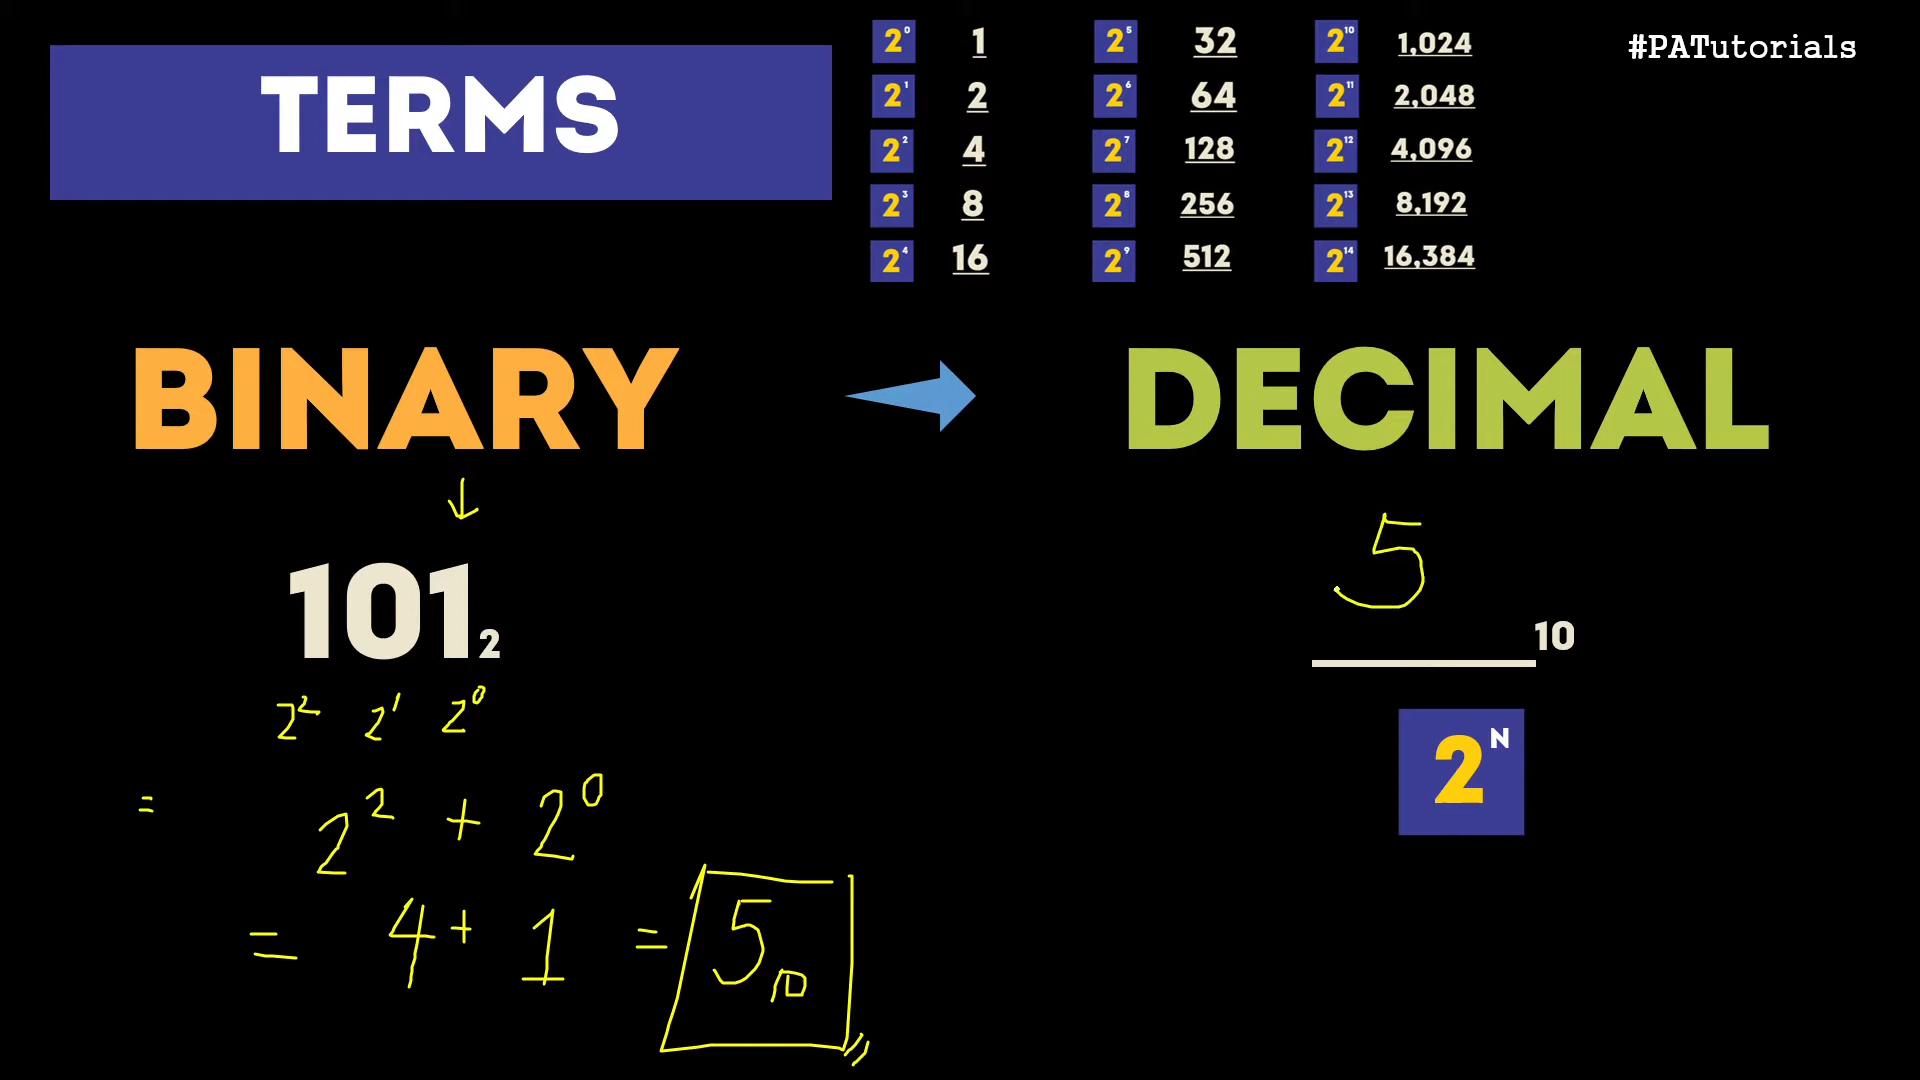 TERMS
2⁰ 1 2⁵ 32 2¹⁰ 1,024
2¹ 2 2⁶ 64 2¹¹ 2,048
2² 4 2⁷ 128 2¹² 4,096
2³ 8 2⁸ 256 2¹³ 8,192
2⁴ 16 2⁹ 512 2¹⁴ 16,384
#PATutorials
BINARY DECIMAL
101₂
2² 2¹ 2⁰
= 2² + 2⁰
= 4 + 1 = 5₁₀
5 ₁₀
2ᴺ